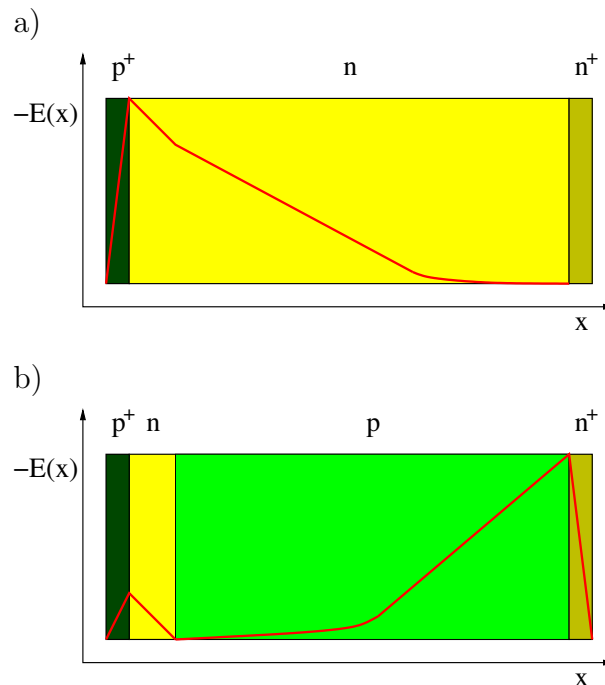 a)
p⁺ n n⁺
−E(x)
x
b)
p⁺ n p n⁺
−E(x)
x